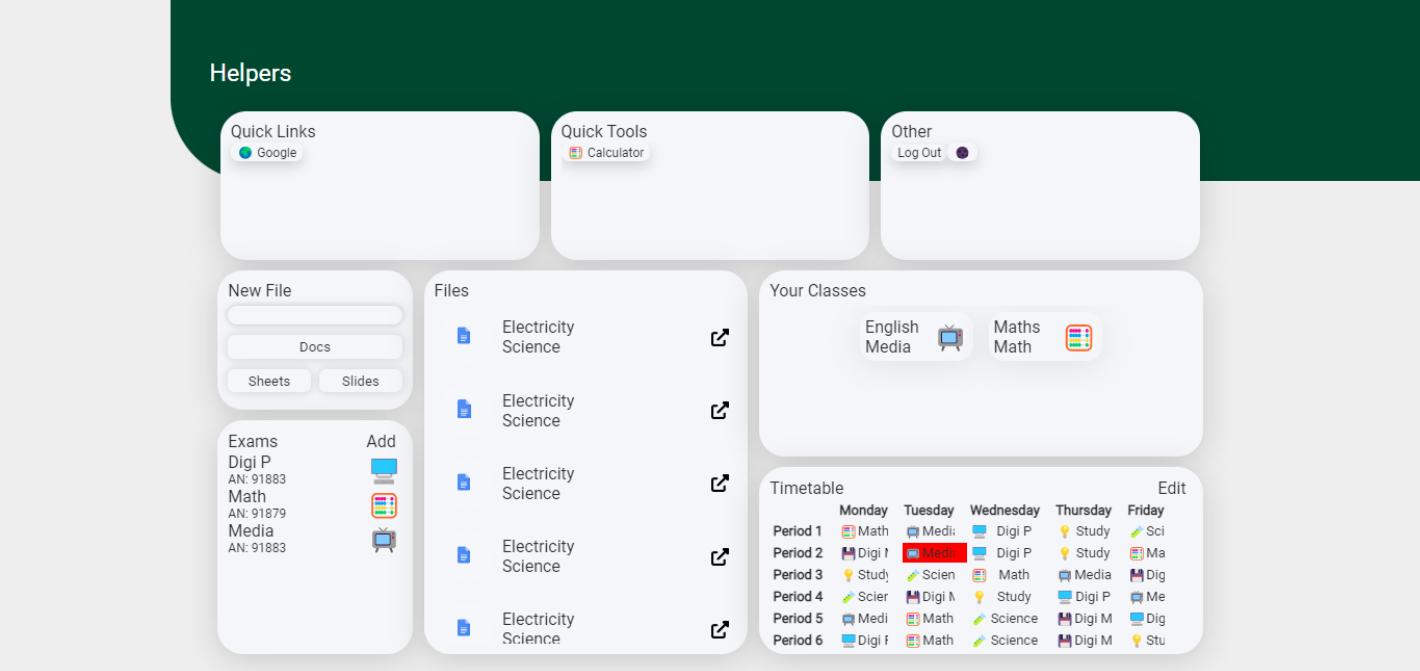 Helpers
Quick Links
Google
Quick Tools
Calculator
Other
Log Out
New File
Docs
Sheets Slides
Exams Add
Digi P
AN: 91883
Math
AN: 91879
Media
AN: 91883
Files
Electricity
Science
Electricity
Science
Electricity
Science
Electricity
Science
Electricity
Science
Your Classes
English
Media
Maths
Math
Timetable Edit
Monday Tuesday Wednesday Thursday Friday
Period 1 Math Media Digi P Study Sci
Period 2 Digi Medi Digi P Study Ma
Period 3 Study Scien Math Media Dig
Period 4 Scier Digi M Study Digi P Me
Period 5 Medi Math Science Digi M Dig
Period 6 Digi Math Science Digi M Stu